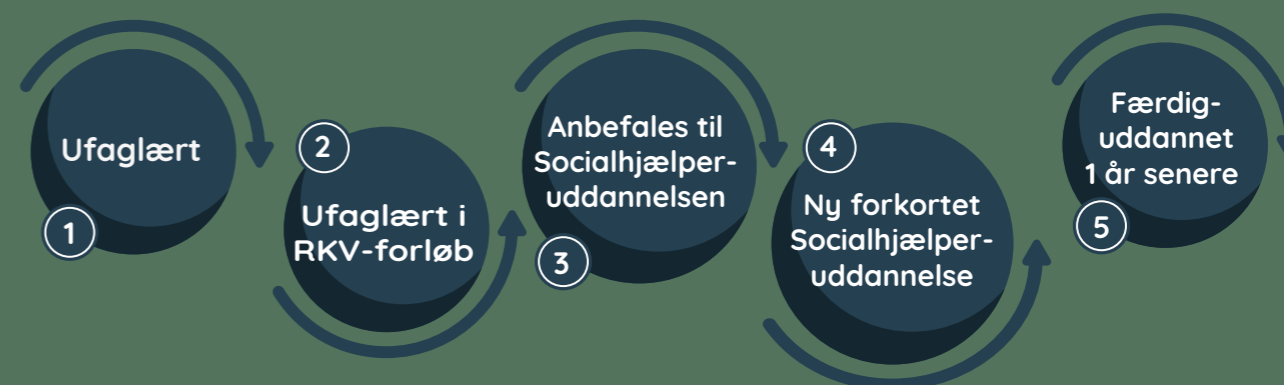 Ufaglært
1
2
Ufaglært i
RKV-forløb
Anbefales til
Socialhjælper-
uddannelsen
3
4
Ny forkortet
Socialhjælper-
uddannelse
Færdig-
uddannet
1 år senere
5